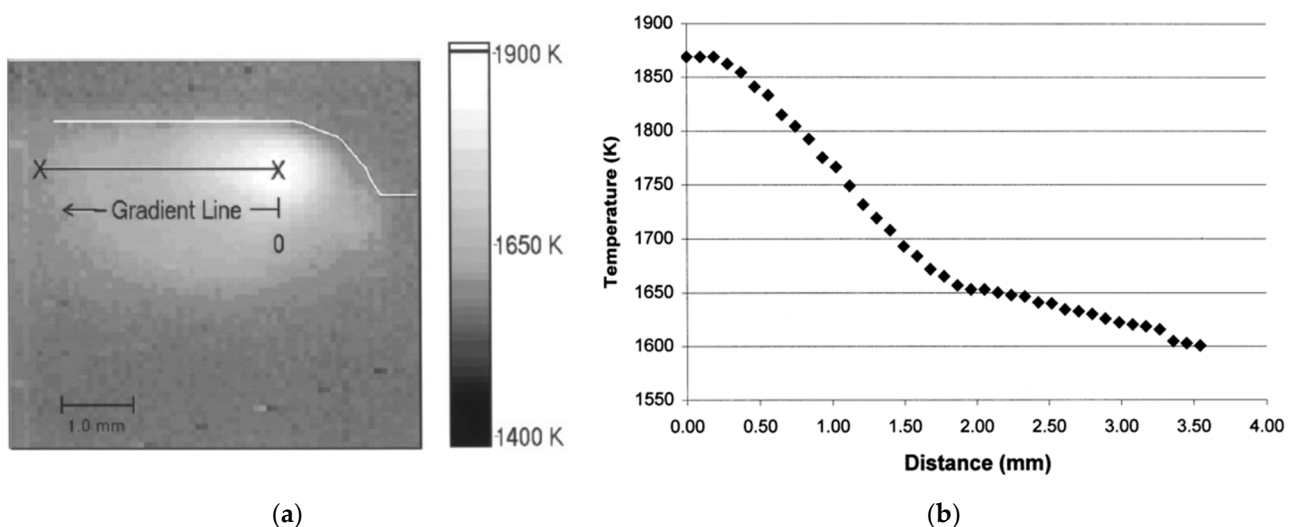 1900 K
X X
Gradient Line
0
1650 K
1.0 mm
1400 K
(a)
1900
1850
1800
1750
1700
1650
1600
1550
Temperature (K)
0.00 0.50 1.00 1.50 2.00 2.50 3.00 3.50 4.00
Distance (mm)
(b)